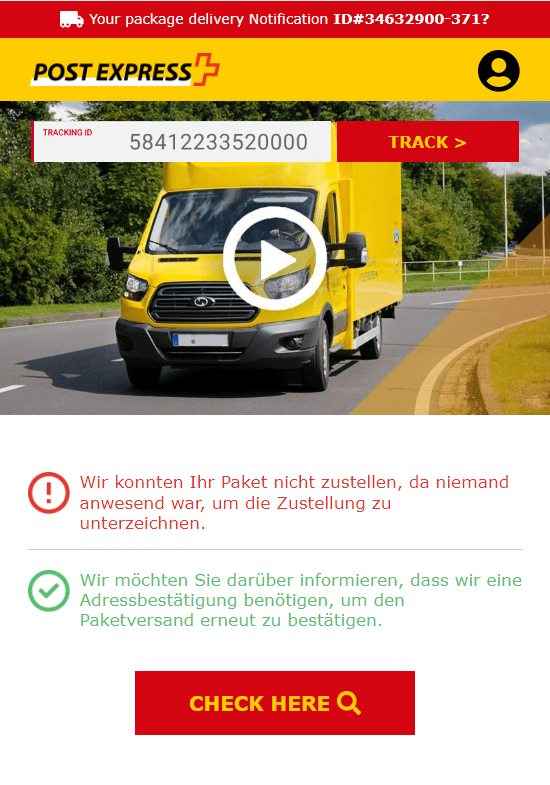 Your package delivery Notification ID#34632900-371?
POST EXPRESS
TRACKING ID
58412233520000
TRACK >
Wir konnten Ihr Paket nicht zustellen, da niemand
anwesend war, um die Zustellung zu
unterzeichnen.
Wir möchten Sie darüber informieren, dass wir eine
Adressbestätigung benötigen, um den
Paketversand erneut zu bestätigen.
CHECK HERE